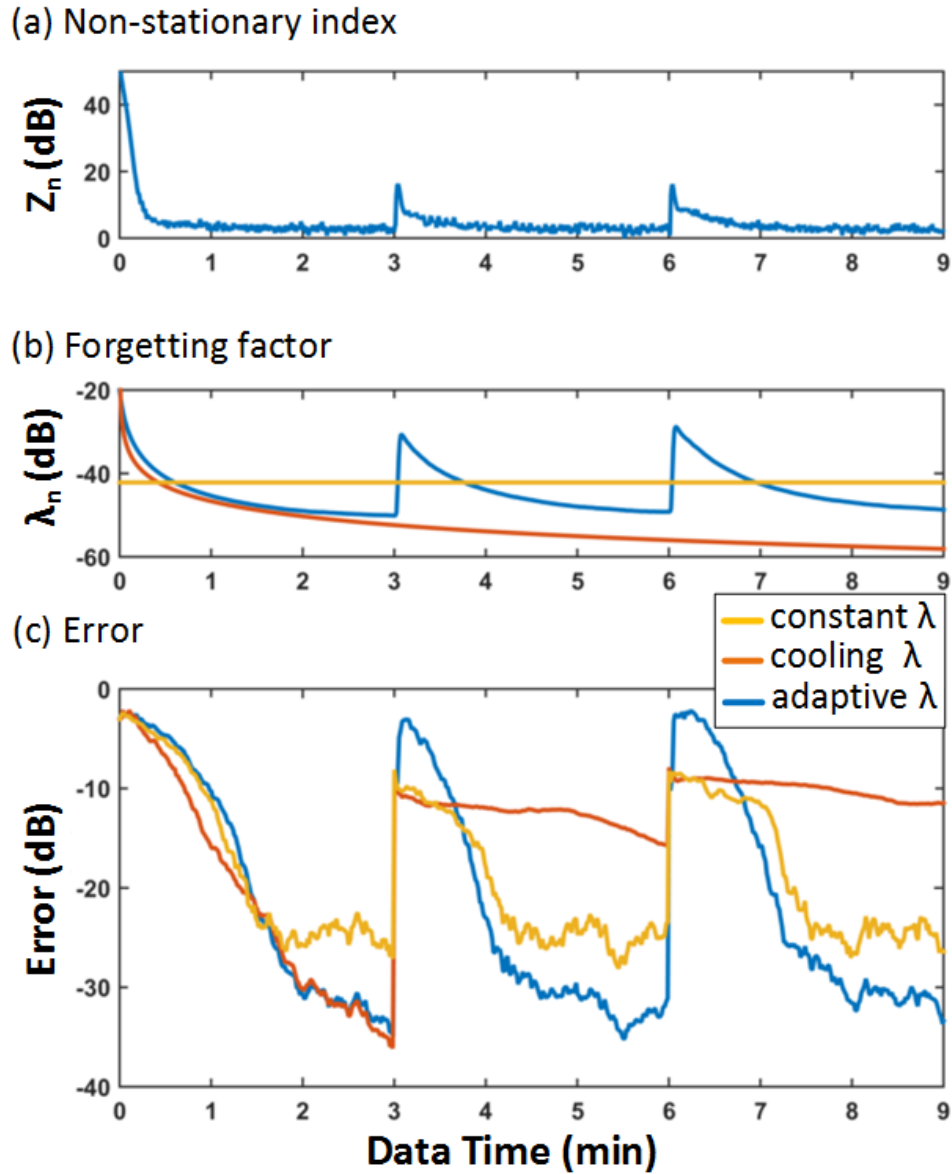 (a) Non-stationary index
Zn (dB)
40
20
0
0 1 2 3 4 5 6 7 8 9
(b) Forgetting factor
λn (dB)
-20
-40
-60
0 1 2 3 4 5 6 7 8 9
(c) Error
constant λ
cooling λ
adaptive λ
Error (dB)
0
-10
-20
-30
-40
0 1 2 3 4 5 6 7 8 9
Data Time (min)